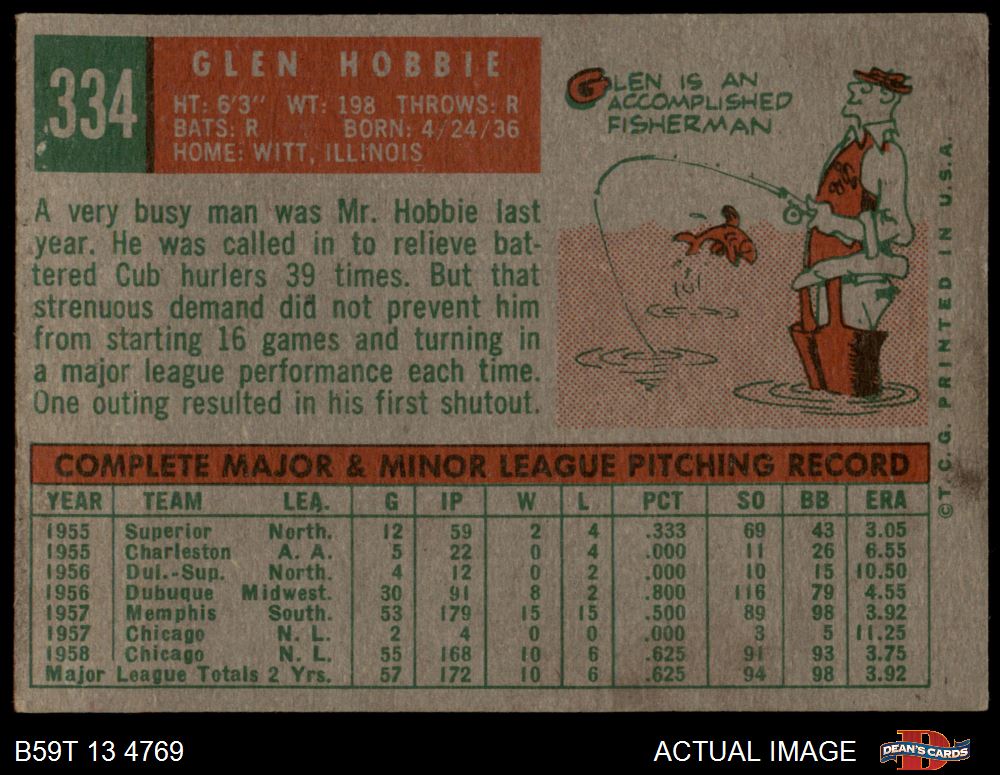 334
GLEN HOBBIE
HT: 6'3" WT: 198 THROWS: R
BATS: R BORN: 4/24/36
HOME: WITT, ILLINOIS
GLEN IS AN
ACCOMPLISHED
FISHERMAN
A very busy man was Mr. Hobbie last
year. He was called in to relieve bat-
tered Cub hurlers 39 times. But that
strenuous demand did not prevent him
from starting 16 games and turning in
a major league performance each time.
One outing resulted in his first shutout.
©T. C. G. PRINTED IN U.S.A.
COMPLETE MAJOR & MINOR LEAGUE PITCHING RECORD
YEAR TEAM LEA. G IP W L PCT SO BB ERA
1955 Superior North. 12 59 2 4 .333 69 43 3.05
1955 Charleston A. A. 5 22 0 4 .000 11 26 6.55
1956 Dul.-Sup. North. 4 12 0 2 .000 10 15 10.50
1956 Dubuque Midwest. 30 91 8 2 .800 116 79 4.55
1957 Memphis South. 53 179 15 15 .500 89 98 3.92
1957 Chicago N. L. 2 4 0 0 .000 3 5 11.25
1958 Chicago N. L. 55 168 10 6 .625 91 93 3.75
Major League Totals 2 Yrs. 57 172 10 6 .625 94 98 3.92
B59T 13 4769
ACTUAL IMAGE
D
DEAN'S CARDS